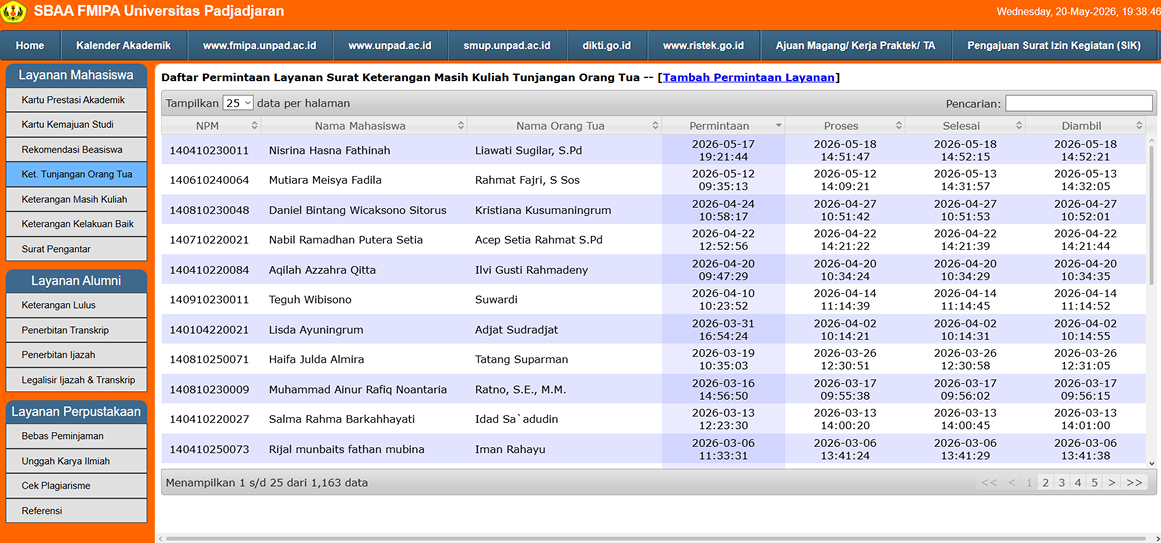 SBAA FMIPA Universitas Padjadjaran
Wednesday, 20-May-2026, 19:38:46
Home Kalender Akademik www.fmipa.unpad.ac.id www.unpad.ac.id smup.unpad.ac.id dikti.go.id www.ristek.go.id Ajuan Magang/ Kerja Praktek/ TA Pengajuan Surat Izin Kegiatan (SIK)
Layanan Mahasiswa
Kartu Prestasi Akademik
Kartu Kemajuan Studi
Rekomendasi Beasiswa
Ket. Tunjangan Orang Tua
Keterangan Masih Kuliah
Keterangan Kelakuan Baik
Surat Pengantar
Layanan Alumni
Keterangan Lulus
Penerbitan Transkrip
Penerbitan Ijazah
Legalisir Ijazah & Transkrip
Layanan Perpustakaan
Bebas Peminjaman
Unggah Karya Ilmiah
Cek Plagiarisme
Referensi
Daftar Permintaan Layanan Surat Keterangan Masih Kuliah Tunjangan Orang Tua -- [Tambah Permintaan Layanan]
Tampilkan 25 data per halaman Pencarian:
NPM Nama Mahasiswa Nama Orang Tua Permintaan Proses Selesai Diambil
140410230011 Nisrina Hasna Fathinah Liawati Sugilar, S.Pd 2026-05-17 19:21:44 2026-05-18 14:51:47 2026-05-18 14:52:15 2026-05-18 14:52:21
140610240064 Mutiara Meisya Fadila Rahmat Fajri, S Sos 2026-05-12 09:35:13 2026-05-12 14:09:21 2026-05-13 14:31:57 2026-05-13 14:32:05
140810230048 Daniel Bintang Wicaksono Sitorus Kristiana Kusumaningrum 2026-04-24 10:58:17 2026-04-27 10:51:42 2026-04-27 10:51:53 2026-04-27 10:52:01
140710220021 Nabil Ramadhan Putera Setia Acep Setia Rahmat S.Pd 2026-04-22 12:52:56 2026-04-22 14:21:22 2026-04-22 14:21:39 2026-04-22 14:21:44
140410220084 Aqilah Azzahra Qitta Ilvi Gusti Rahmadeny 2026-04-20 09:47:29 2026-04-20 10:34:24 2026-04-20 10:34:29 2026-04-20 10:34:35
140910230011 Teguh Wibisono Suwardi 2026-04-10 10:23:52 2026-04-14 11:14:39 2026-04-14 11:14:45 2026-04-14 11:14:52
140104220021 Lisda Ayuningrum Adjat Sudradjat 2026-03-31 16:54:24 2026-04-02 10:14:21 2026-04-02 10:14:31 2026-04-02 10:14:55
140810250071 Haifa Julda Almira Tatang Suparman 2026-03-19 10:35:03 2026-03-26 12:30:51 2026-03-26 12:30:58 2026-03-26 12:31:05
140810230009 Muhammad Ainur Rafiq Noantaria Ratno, S.E., M.M. 2026-03-16 14:56:50 2026-03-17 09:55:38 2026-03-17 09:56:02 2026-03-17 09:56:15
140410220027 Salma Rahma Barkahhayati Idad Sa`adudin 2026-03-13 12:23:30 2026-03-13 14:00:20 2026-03-13 14:00:45 2026-03-13 14:01:00
140410250073 Rijal munbaits fathan mubina Iman Rahayu 2026-03-06 11:33:31 2026-03-06 13:41:24 2026-03-06 13:41:29 2026-03-06 13:41:38
Menampilkan 1 s/d 25 dari 1,163 data << < 1 2 3 4 5 > >>